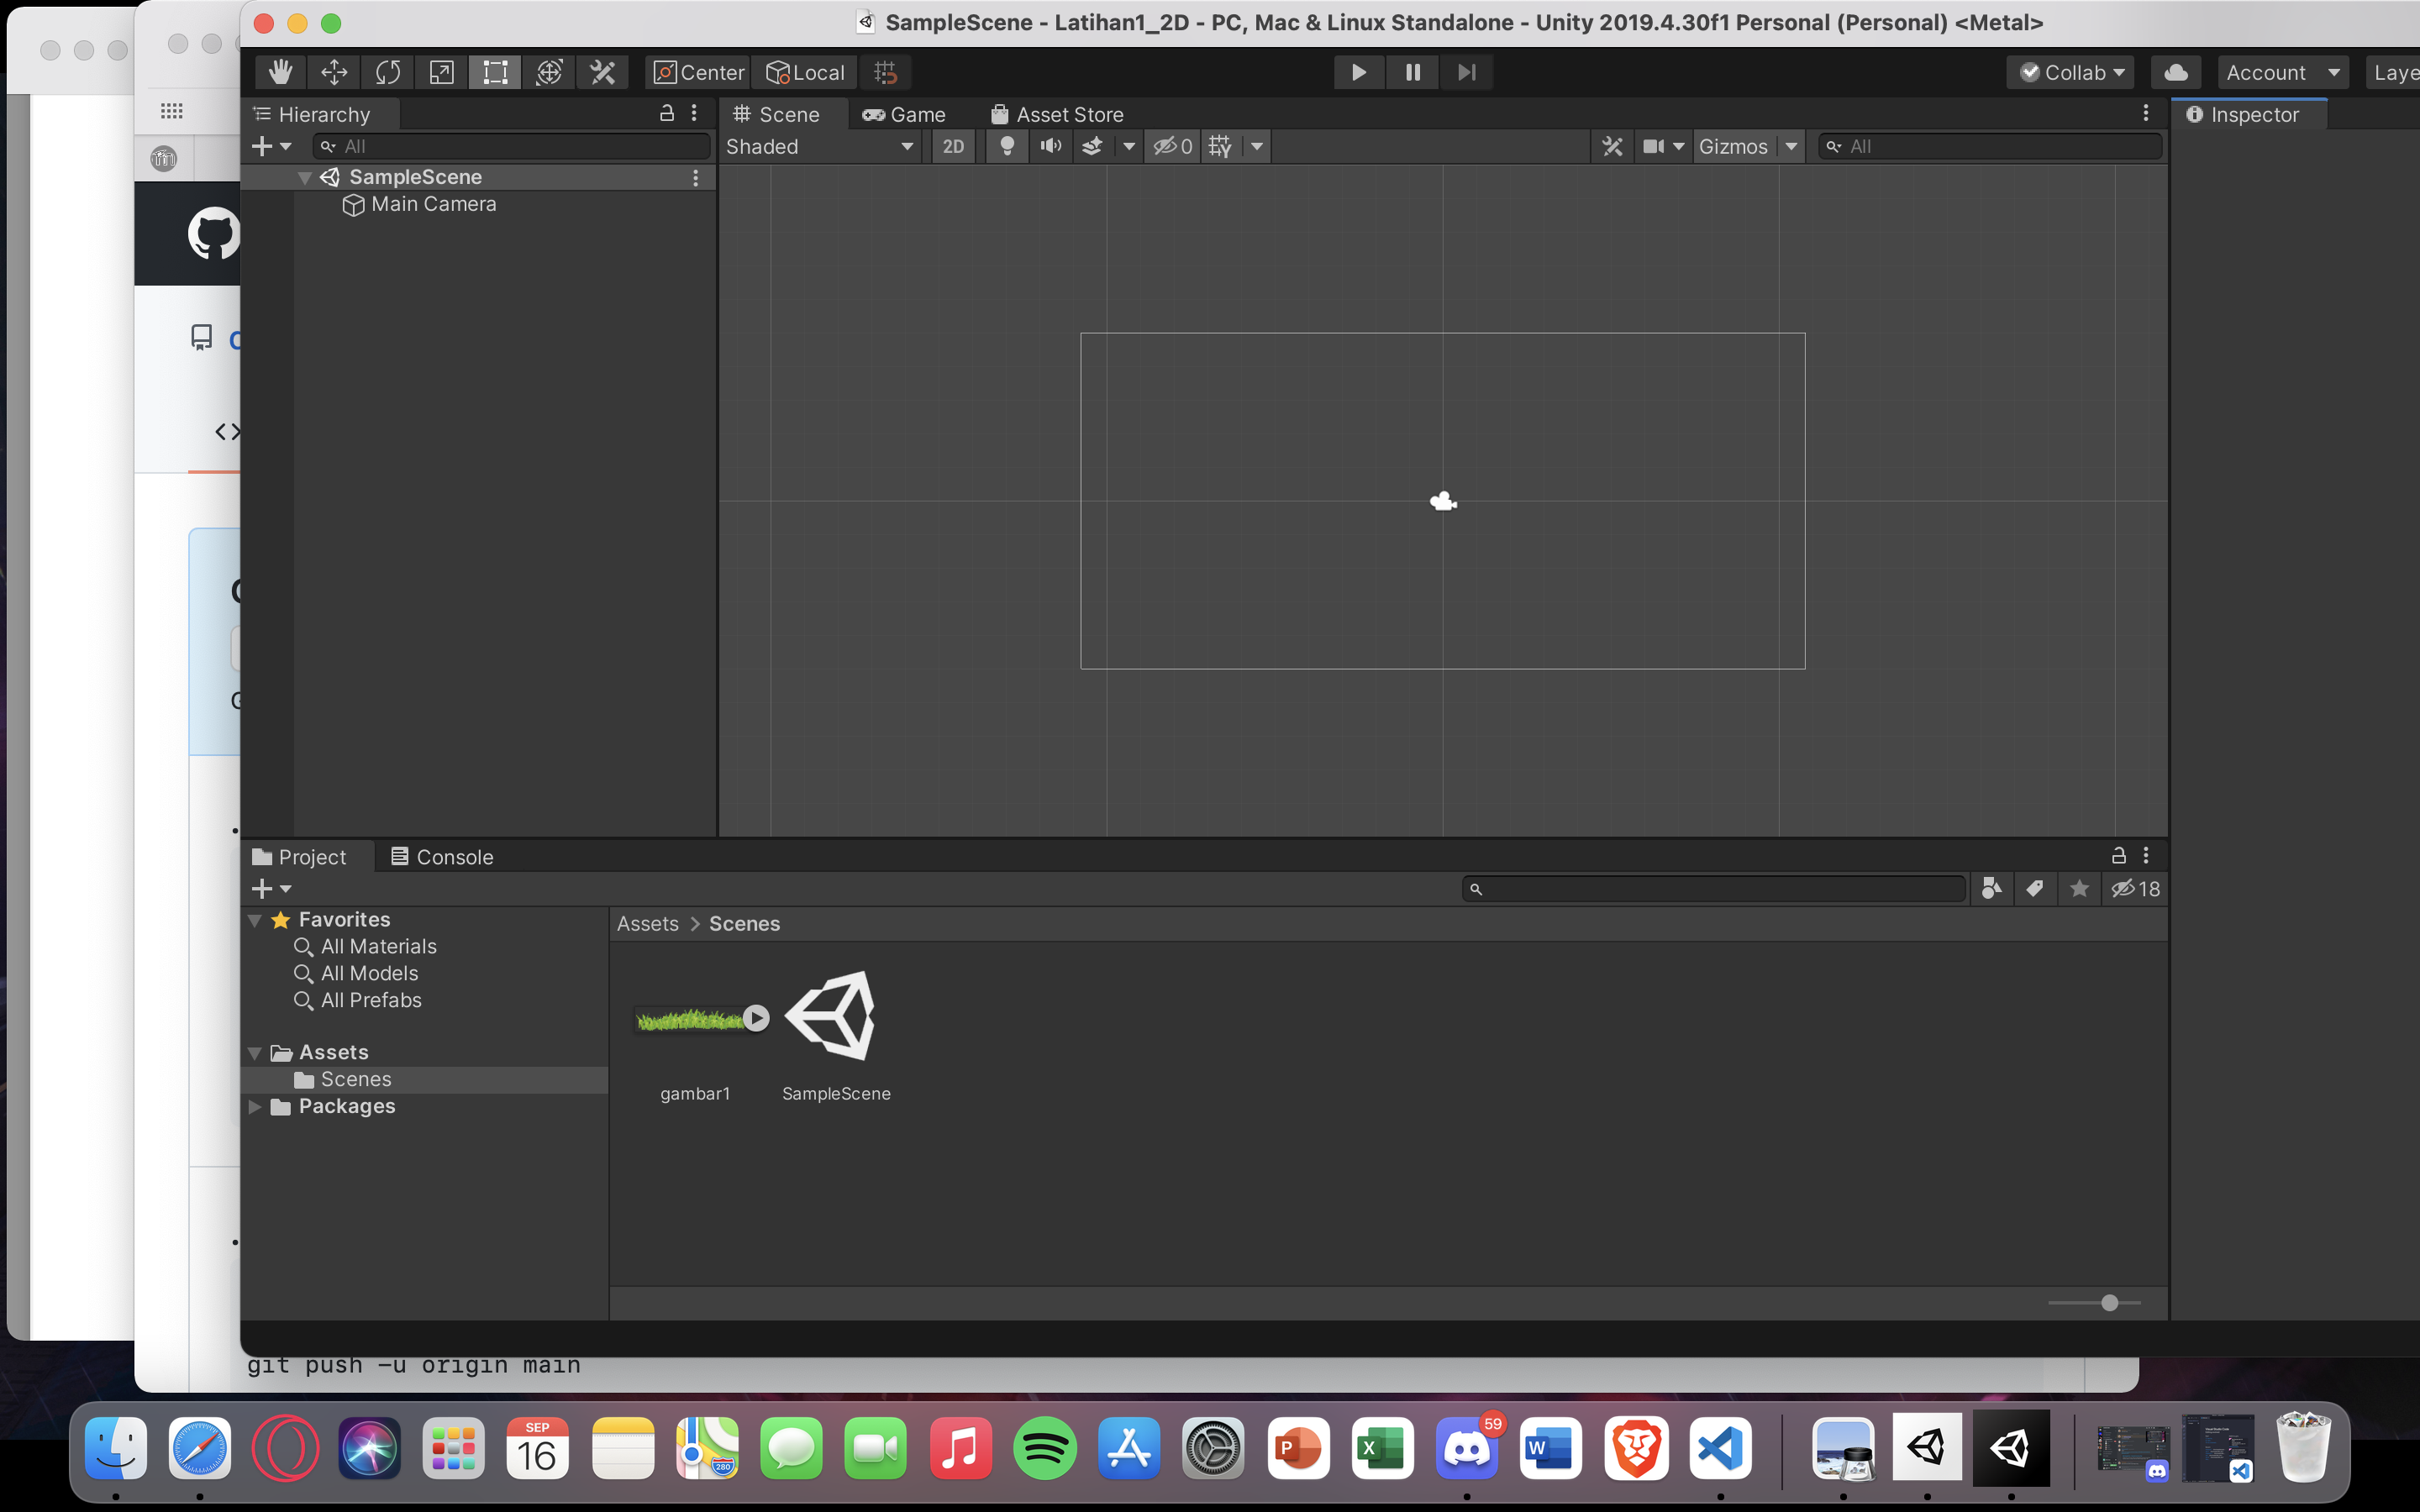 SampleScene - Latihan1_2D - PC, Mac & Linux Standalone - Unity 2019.4.30f1 Personal (Personal) <Metal>
Center
Local
Collab
Account
Laye
Hierarchy
Scene
Game
Asset Store
Inspector
All
Shaded
2D
0
Gizmos
All
SampleScene
Main Camera
Project
Console
18
Favorites
All Materials
All Models
All Prefabs
Assets
Scenes
Packages
Assets > Scenes
gambar1
SampleScene
git push -u origin main
SEP
16
280
P
X
59
W